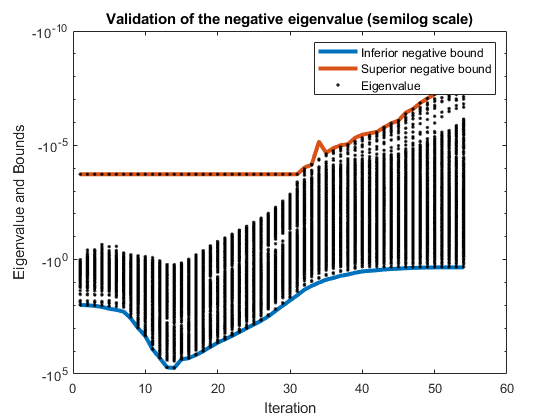 Validation of the negative eigenvalue (semilog scale)
-10^-10
Inferior negative bound
Superior negative bound
Eigenvalue
-10^-5
Eigenvalue and Bounds
-10^0
-10^5
0 10 20 30 40 50 60
Iteration